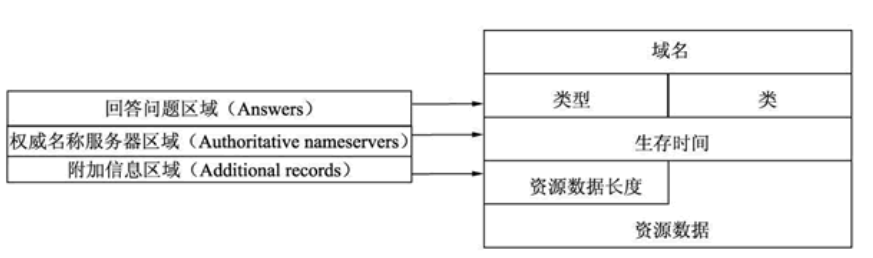 回答问题区域（Answers）
权威名称服务器区域（Authoritative nameservers）
附加信息区域（Additional records）
域名
类型
类
生存时间
资源数据长度
资源数据